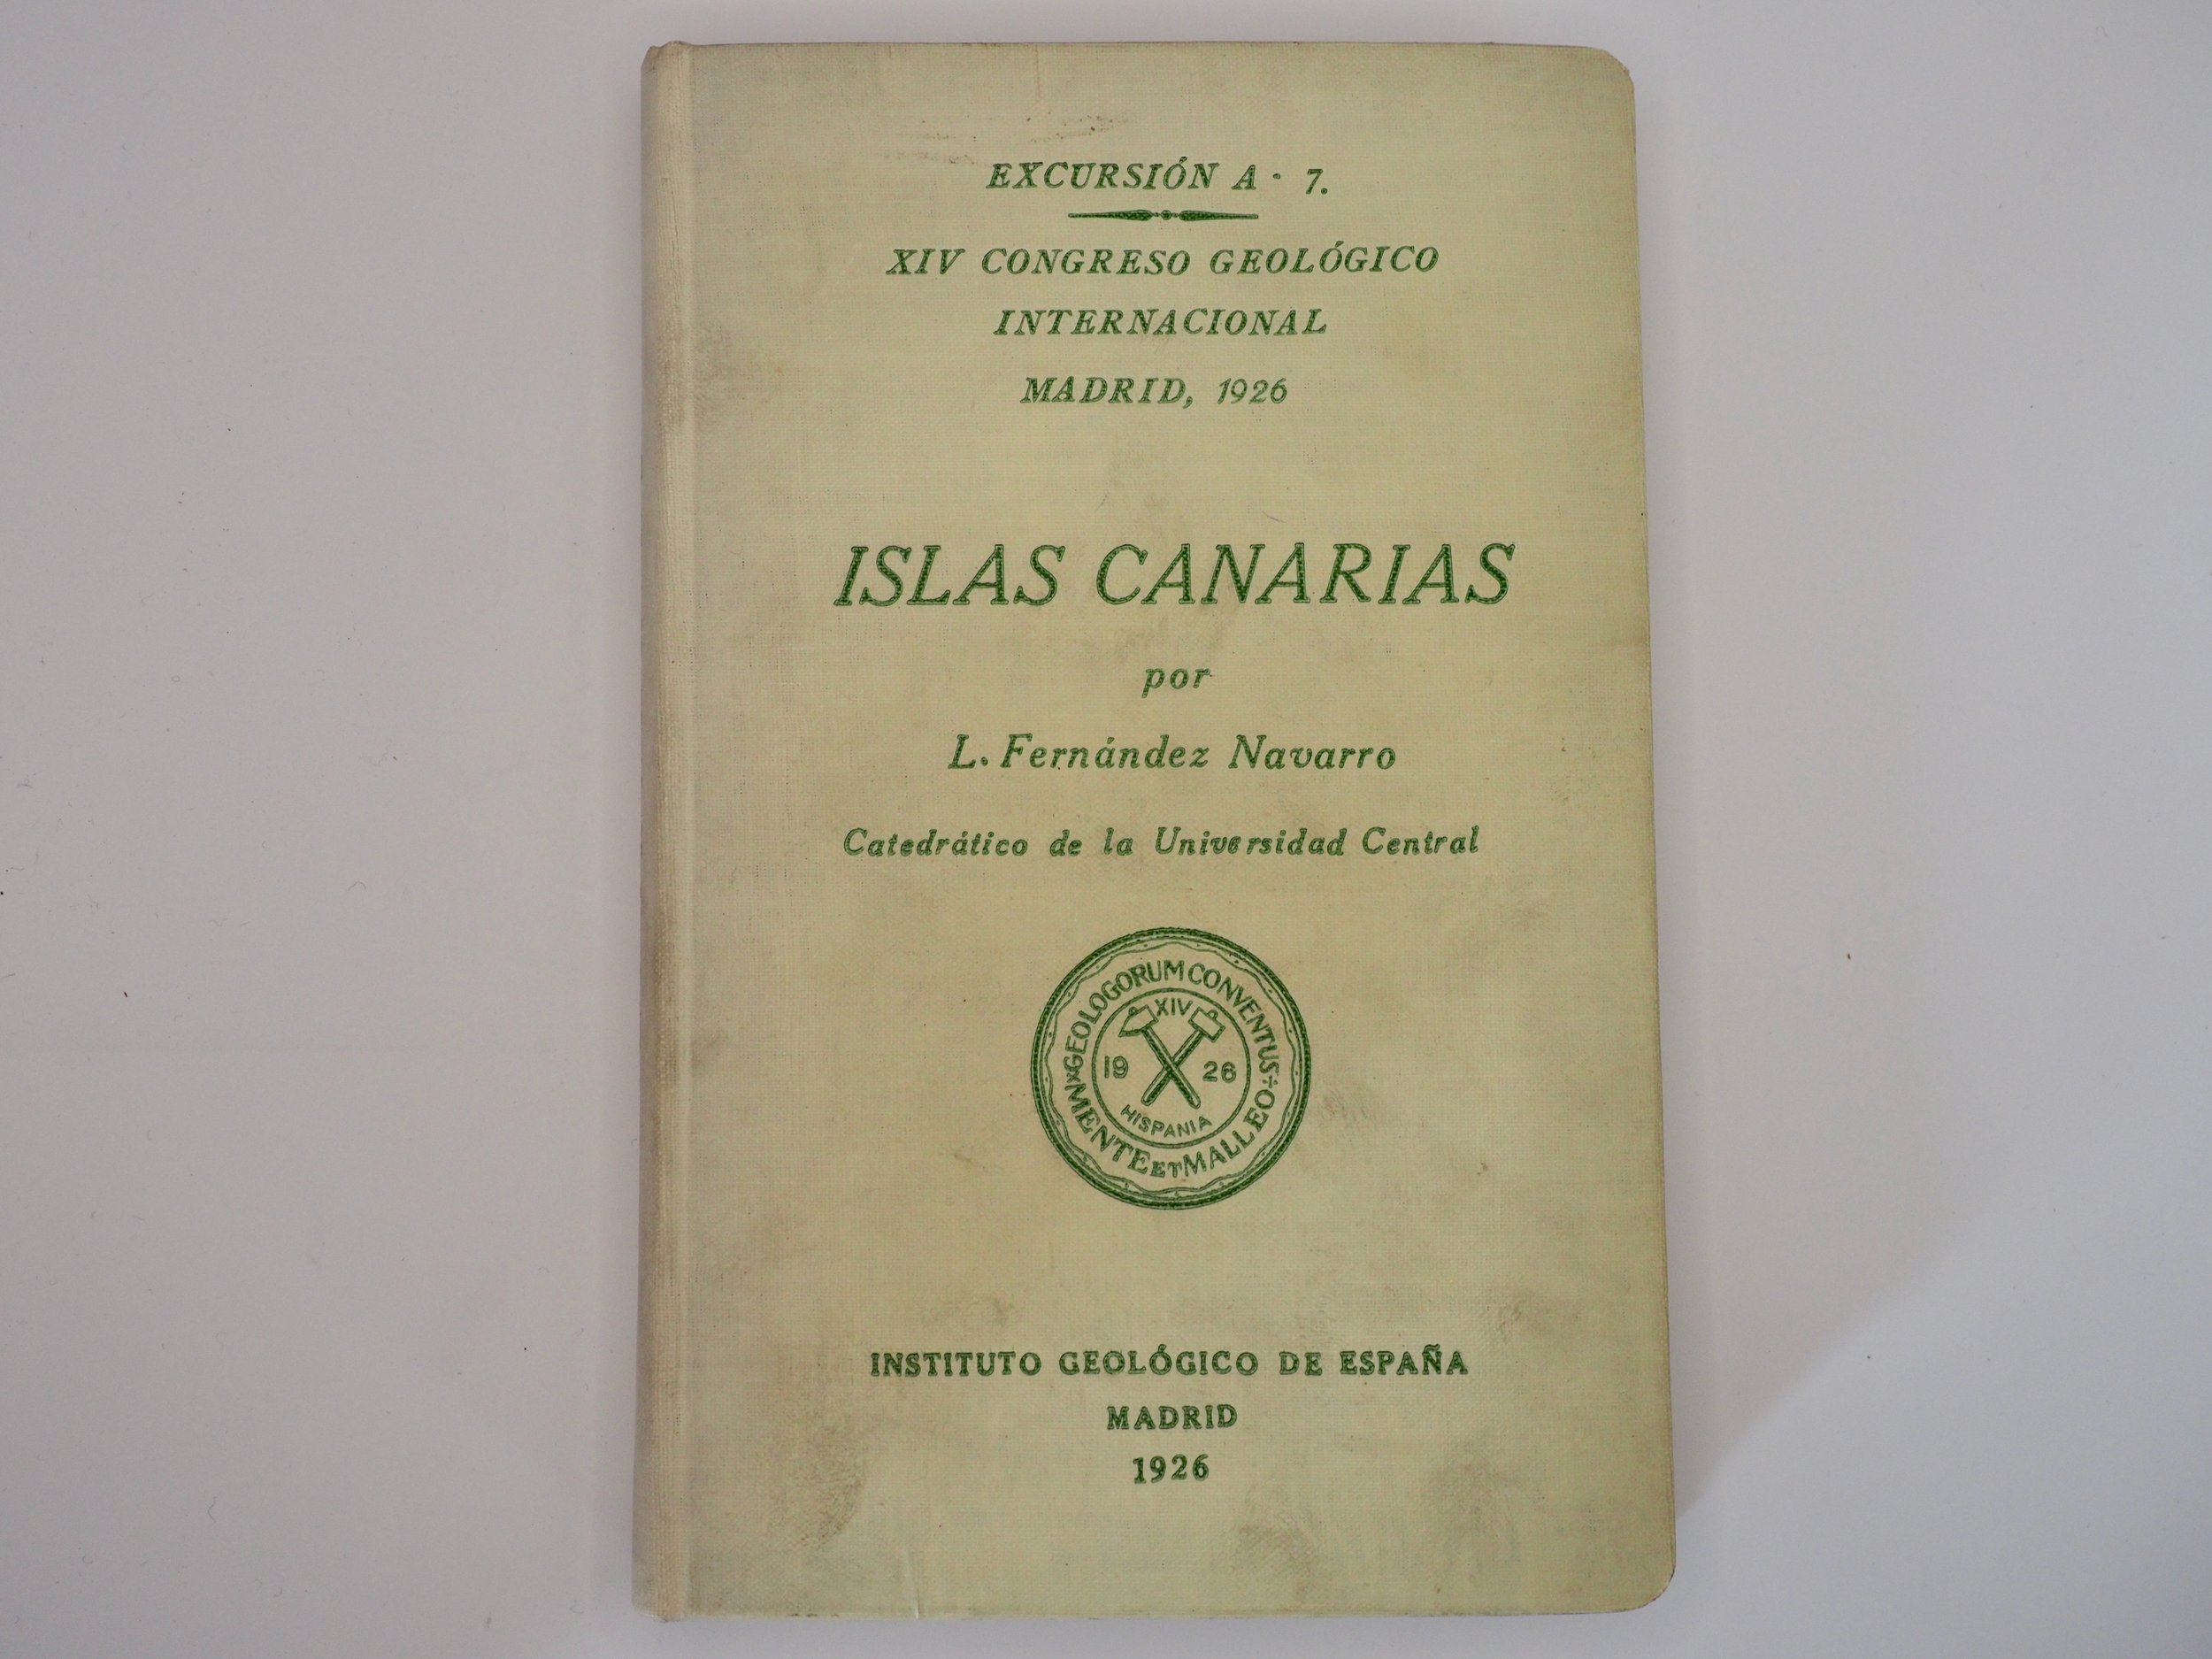 EXCURSIÓN A - 7.
XIV CONGRESO GEOLÓGICO
INTERNACIONAL
MADRID, 1926
ISLAS CANARIAS
por
L. Fernández Navarro
Catedrático de la Universidad Central
GEOLOGORUM CONVENTUS
MENTE ET MALLEO
XIV
19 26
HISPANIA
INSTITUTO GEOLÓGICO DE ESPAÑA
MADRID
1926